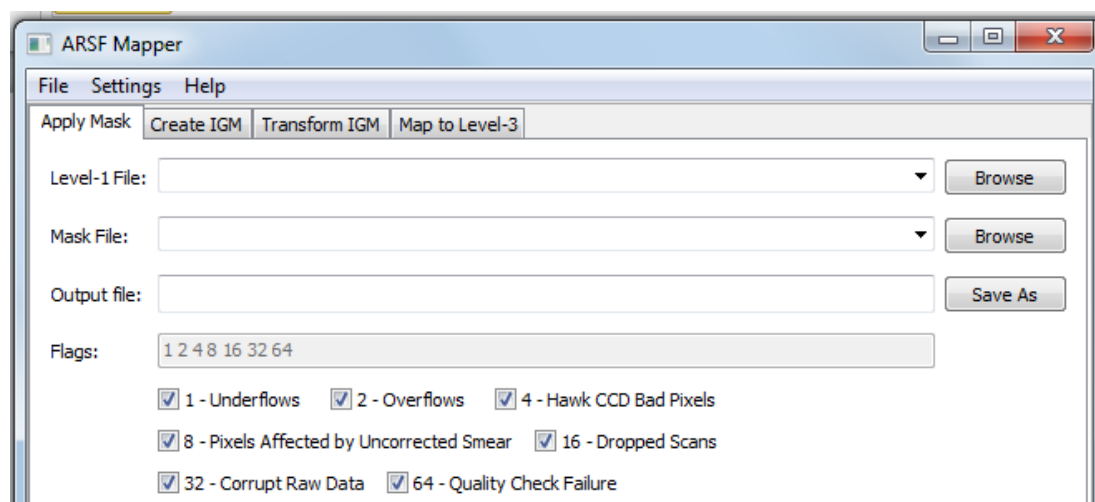 ARSF Mapper
File Settings Help
Apply Mask Create IGM Transform IGM Map to Level-3
Level-1 File: Browse
Mask File: Browse
Output file: Save As
Flags: 1 2 4 8 16 32 64
1 - Underflows 2 - Overflows 4 - Hawk CCD Bad Pixels
8 - Pixels Affected by Uncorrected Smear 16 - Dropped Scans
32 - Corrupt Raw Data 64 - Quality Check Failure